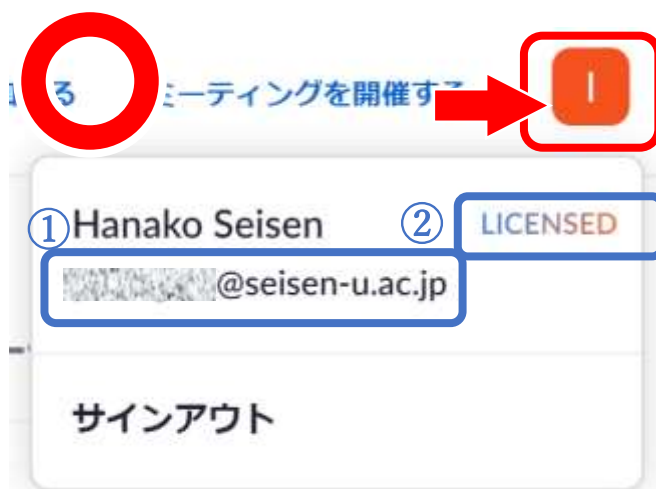 る ミーティングを開催す
I
① Hanako Seisen ② LICENSED
@seisen-u.ac.jp
サインアウト